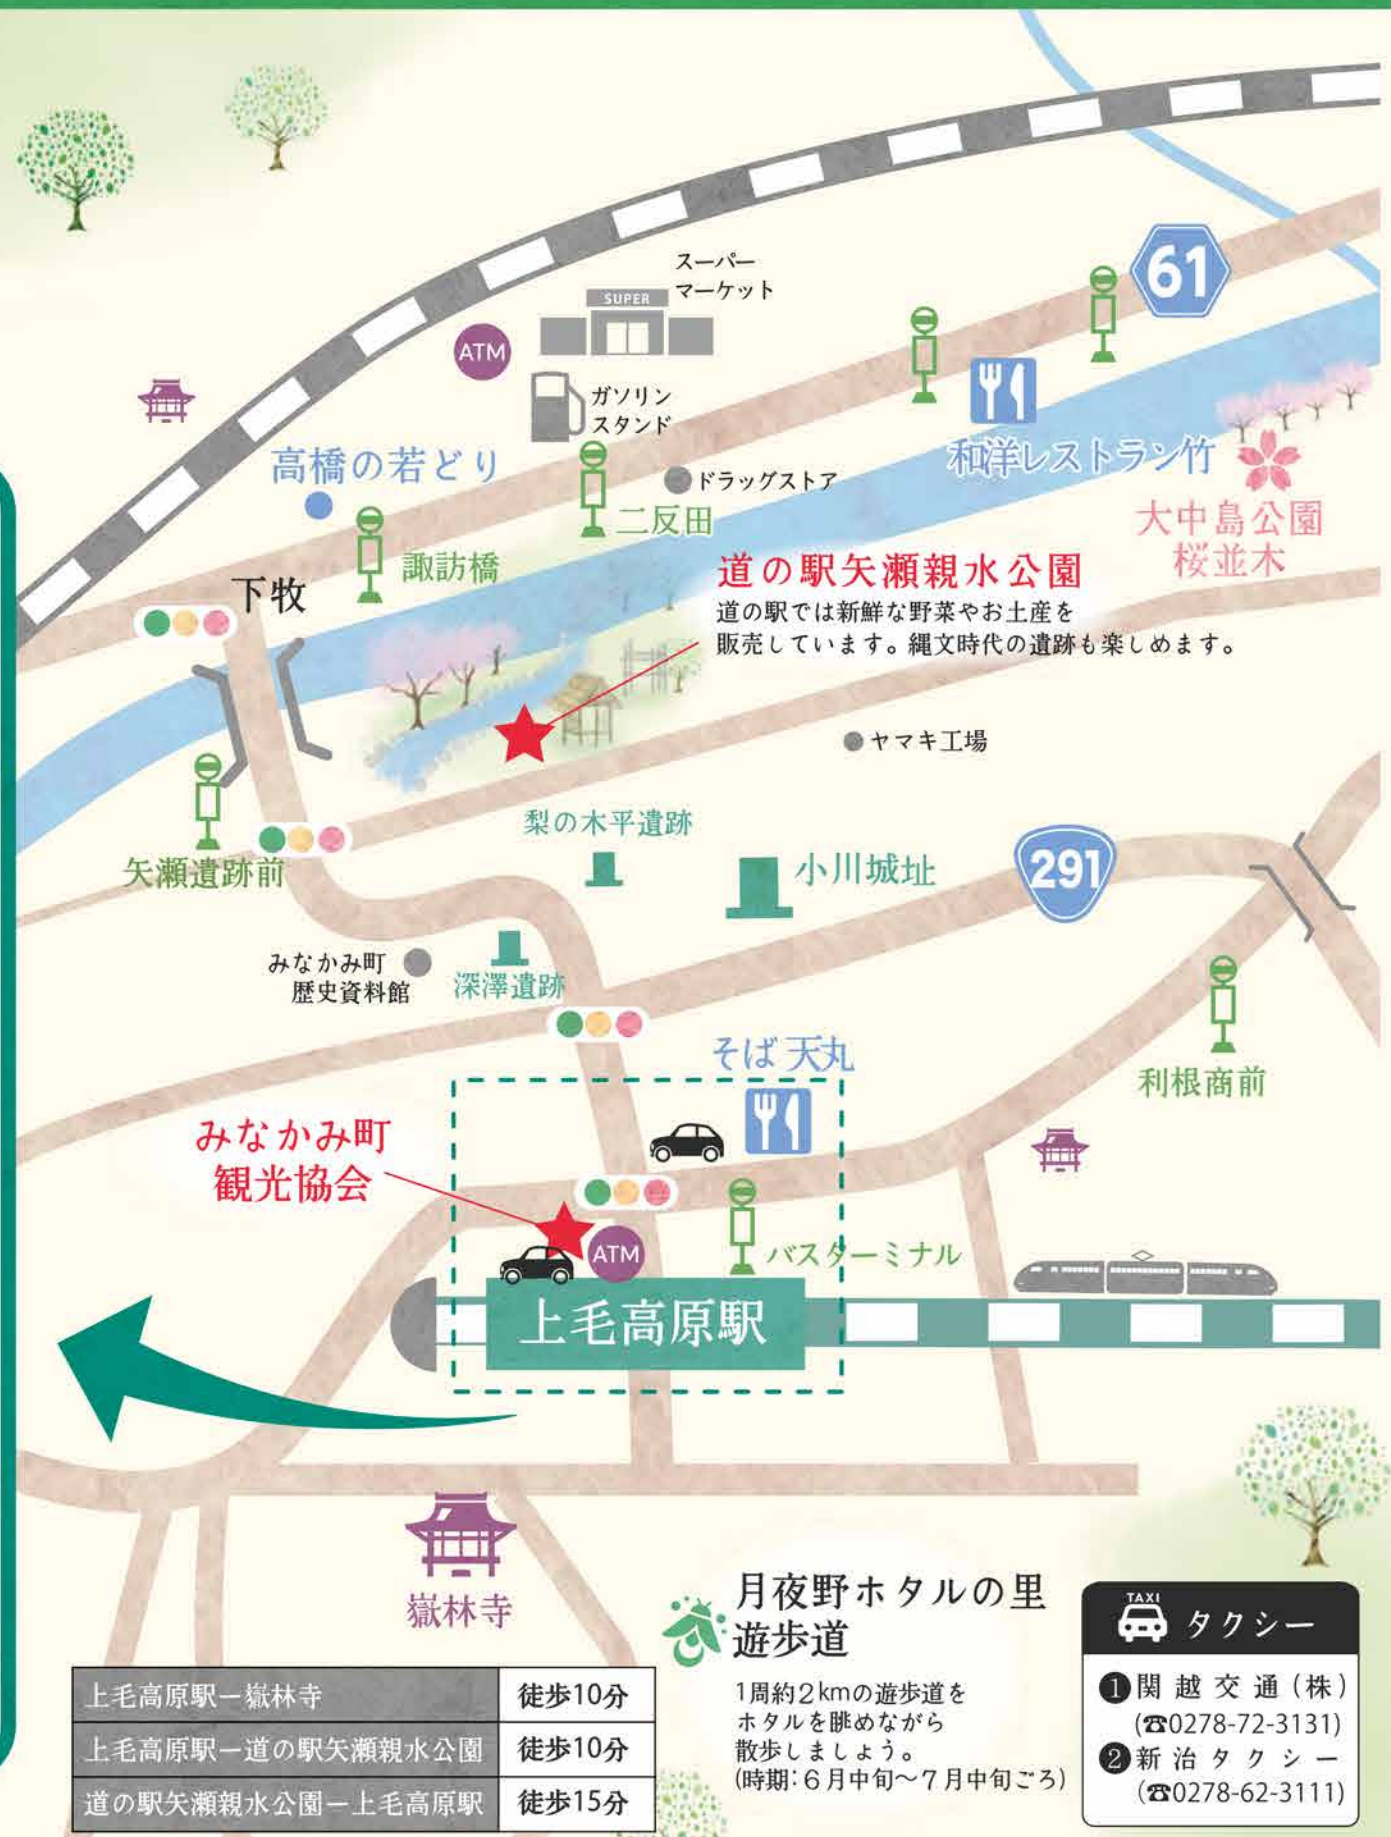 スーパー
マーケット
SUPER
61
ATM
ガソリン
スタンド
高橋の若どり
ドラッグストア
和洋レストラン竹
二反田
大中島公園
桜並木
諏訪橋
下牧
道の駅矢瀬親水公園
道の駅では新鮮な野菜やお土産を
販売しています。縄文時代の遺跡も楽しめます。
ヤマキ工場
梨の木平遺跡
矢瀬遺跡前
小川城址
291
みなかみ町
歴史資料館
深澤遺跡
そば 天丸
利根商前
みなかみ町
観光協会
ATM
バスターミナル
上毛高原駅
嶽林寺
月夜野ホタルの里
遊歩道
1周約2kmの遊歩道を
ホタルを眺めながら
散歩しましょう。
(時期:6月中旬〜7月中旬ごろ)
上毛高原駅ー嶽林寺 徒歩10分
上毛高原駅ー道の駅矢瀬親水公園 徒歩10分
道の駅矢瀬親水公園ー上毛高原駅 徒歩15分
TAXI
タクシー
❶関越交通(株)
(☎0278-72-3131)
❷新治タクシー
(☎0278-62-3111)